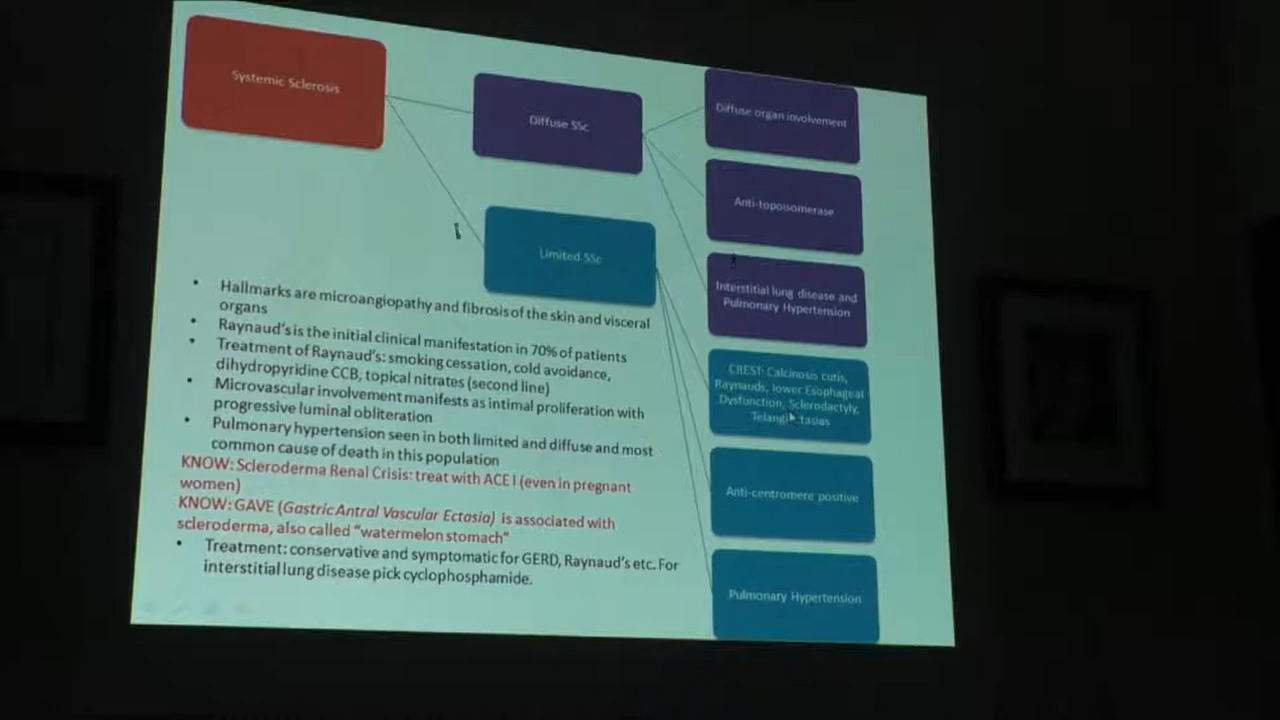 Systemic Sclerosis
Diffuse SSc
Limited SSc
Diffuse organ involvement
Anti-topoisomerase
Interstitial lung disease and
Pulmonary Hypertension
CREST: Calcinosis cutis,
Raynauds, lower Esophageal
Dysfunction, Sclerodactyly,
Telangiectasias
Anti-centromere positive
Pulmonary Hypertension
• Hallmarks are microangiopathy and fibrosis of the skin and visceral
organs
• Raynaud's is the initial clinical manifestation in 70% of patients
• Treatment of Raynaud's: smoking cessation, cold avoidance,
dihydropyridine CCB, topical nitrates (second line)
• Microvascular involvement manifests as intimal proliferation with
progressive luminal obliteration
• Pulmonary hypertension seen in both limited and diffuse and most
common cause of death in this population
KNOW: Scleroderma Renal Crisis: treat with ACE I (even in pregnant
women)
KNOW: GAVE (Gastric Antral Vascular Ectasia) is associated with
scleroderma, also called "watermelon stomach"
• Treatment: conservative and symptomatic for GERD, Raynaud's etc. For
interstitial lung disease pick cyclophosphamide.